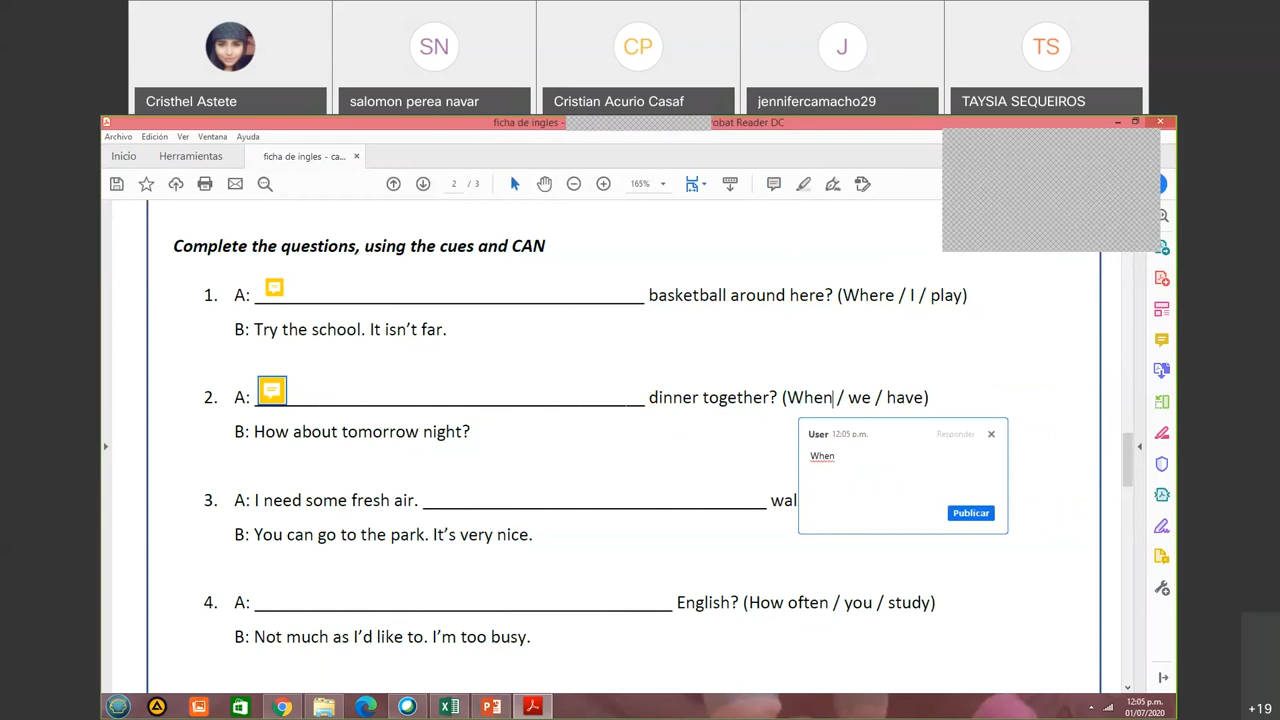 SN
CP
J
TS
Cristhel Astete
salomon perea navar
Cristian Acurio Casaf
jennifercamacho29
TAYSIA SEQUEIROS
ficha de ingles -
obat Reader DC
Archivo Edición Ver Ventana Ayuda
Inicio Herramientas ficha de ingles - ca... ×
2 / 3 165%
Complete the questions, using the cues and CAN
1. A: ______ basketball around here? (Where / I / play)
B: Try the school. It isn't far.
2. A: ______ dinner together? (When / we / have)
B: How about tomorrow night?
User 12:05 p.m. Responder
When
Publicar
3. A: I need some fresh air. ______ wal
B: You can go to the park. It's very nice.
4. A: ______ English? (How often / you / study)
B: Not much as I'd like to. I'm too busy.
12:05 p.m.
01/07/2020
+19